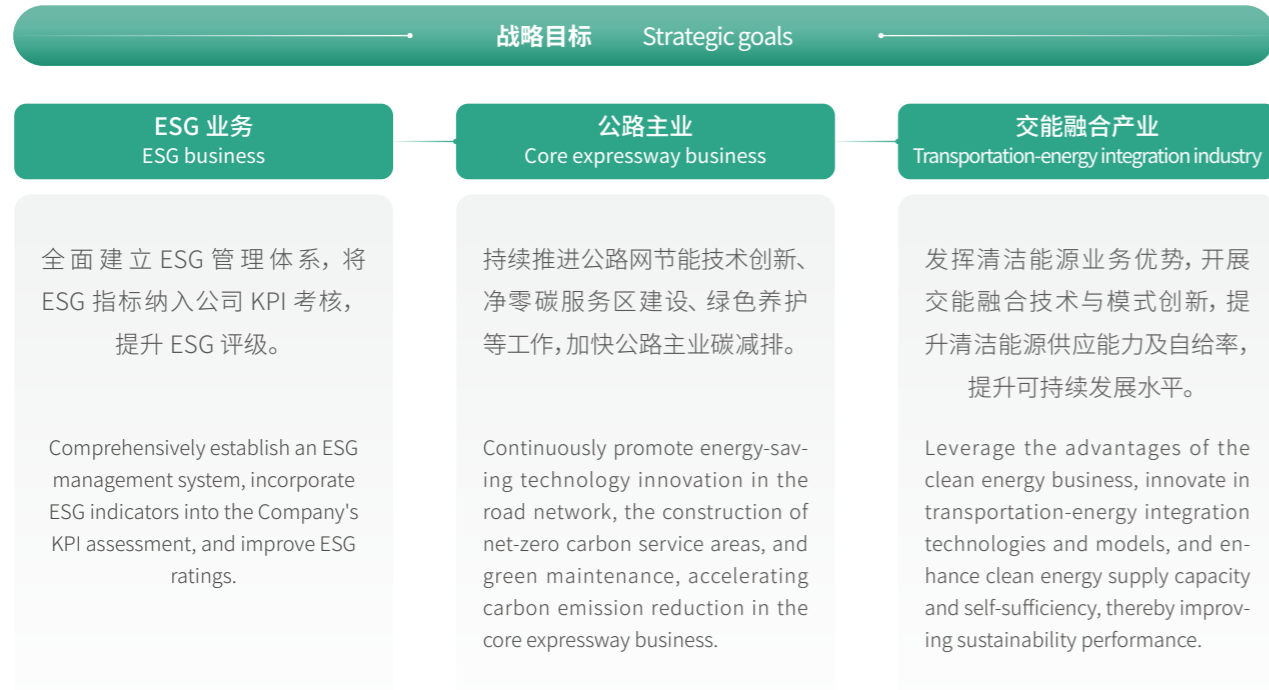 战略目标 Strategic goals
ESG 业务
ESG business
全面建立 ESG 管理体系，将
ESG 指标纳入公司 KPI 考核，
提升 ESG 评级。
Comprehensively establish an ESG
management system, incorporate
ESG indicators into the Company's
KPI assessment, and improve ESG
ratings.
公路主业
Core expressway business
持续推进公路网节能技术创新、
净零碳服务区建设、绿色养护
等工作，加快公路主业碳减排。
Continuously promote energy-sav-
ing technology innovation in the
road network, the construction of
net-zero carbon service areas, and
green maintenance, accelerating
carbon emission reduction in the
core expressway business.
交能融合产业
Transportation-energy integration industry
发挥清洁能源业务优势，开展
交能融合技术与模式创新，提
升清洁能源供应能力及自给率，
提升可持续发展水平。
Leverage the advantages of the
clean energy business, innovate in
transportation-energy integration
technologies and models, and en-
hance clean energy supply capacity
and self-sufficiency, thereby improv-
ing sustainability performance.